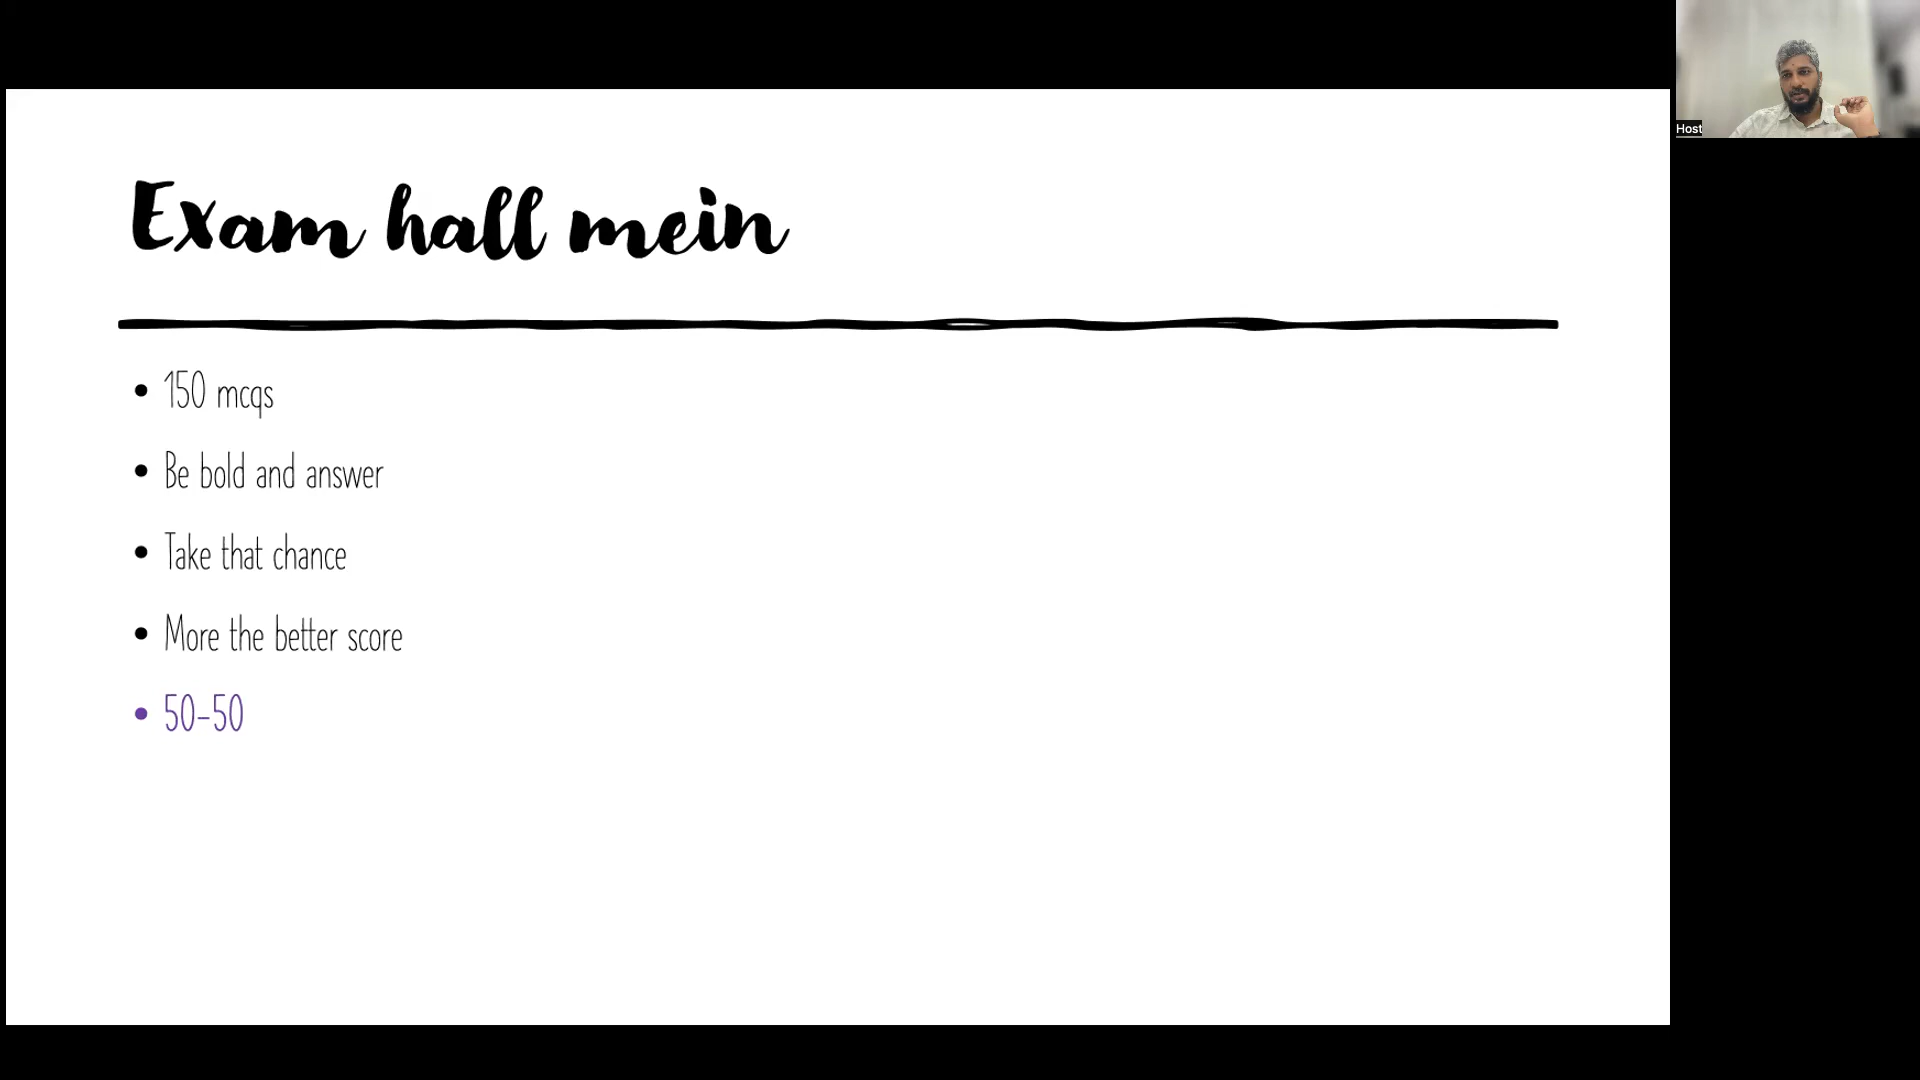 Exam hall mein
• 150 mcqs
• Be bold and answer
• Take that chance
• More the better score
• 50-50
Host